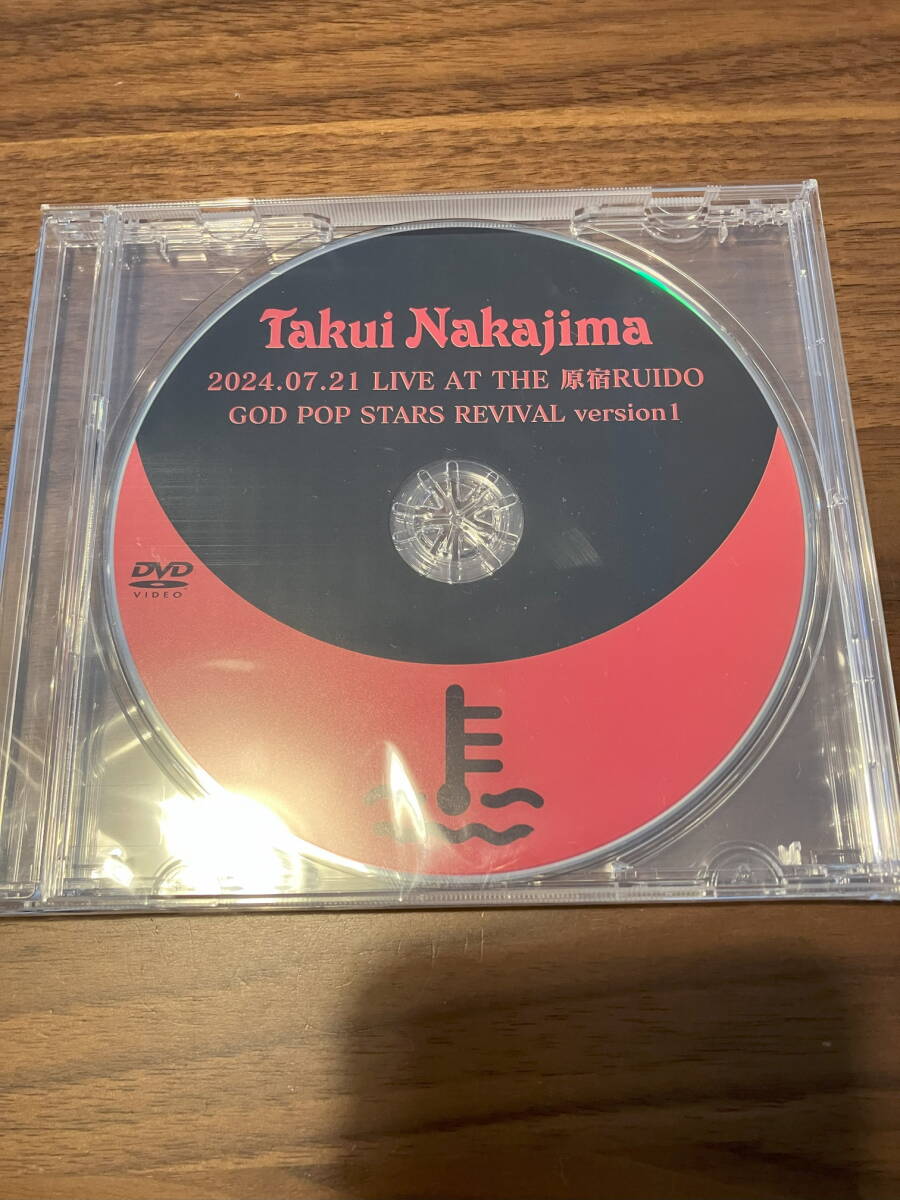 Takui Nakajima
2024.07.21 LIVE AT THE 原宿RUIDO
GOD POP STARS REVIVAL version1
DVD
VIDEO